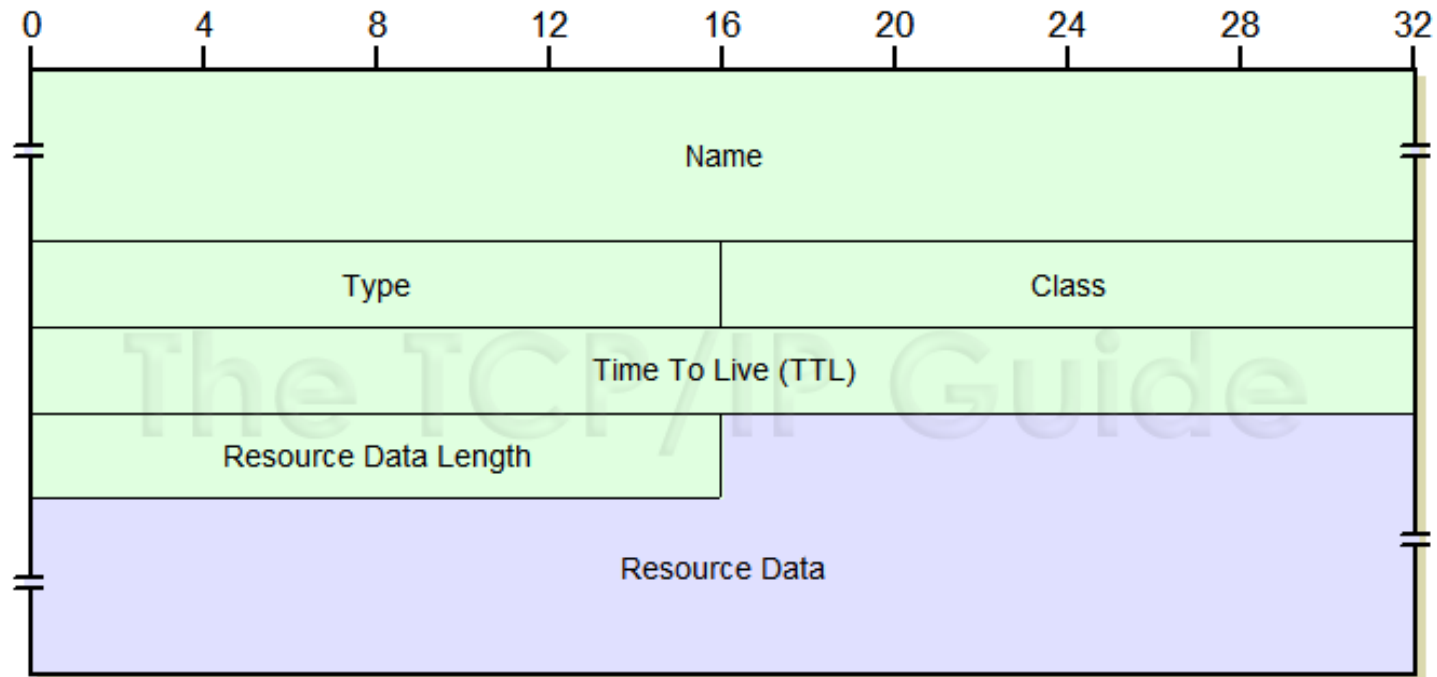 0 4 8 12 16 20 24 28 32
Name
Type Class
Time To Live (TTL)
The TCP/IP Guide
Resource Data Length
Resource Data